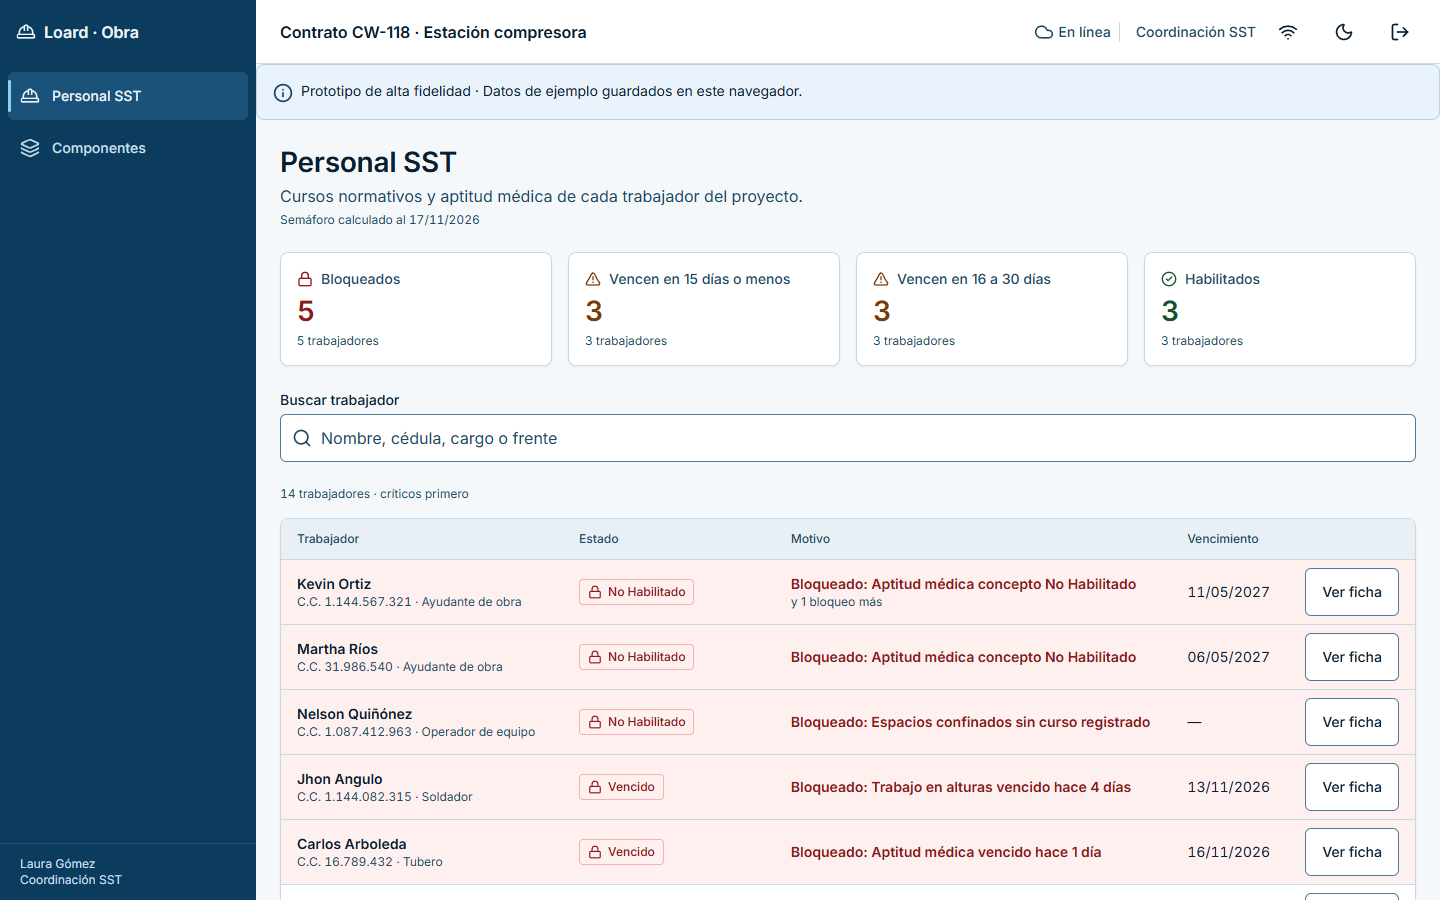 Loard · Obra
Contrato CW-118 · Estación compresora
En línea
Coordinación SST
Personal SST
Componentes
Prototipo de alta fidelidad · Datos de ejemplo guardados en este navegador.
Personal SST
Cursos normativos y aptitud médica de cada trabajador del proyecto.
Semáforo calculado al 17/11/2026
Bloqueados
5
5 trabajadores
Vencen en 15 días o menos
3
3 trabajadores
Vencen en 16 a 30 días
3
3 trabajadores
Habilitados
3
3 trabajadores
Buscar trabajador
Nombre, cédula, cargo o frente
14 trabajadores · críticos primero
Trabajador Estado Motivo Vencimiento
Kevin Ortiz
C.C. 1.144.567.321 · Ayudante de obra
No Habilitado
Bloqueado: Aptitud médica concepto No Habilitado
y 1 bloqueo más
11/05/2027
Ver ficha
Martha Ríos
C.C. 31.986.540 · Ayudante de obra
No Habilitado
Bloqueado: Aptitud médica concepto No Habilitado
06/05/2027
Ver ficha
Nelson Quiñónez
C.C. 1.087.412.963 · Operador de equipo
No Habilitado
Bloqueado: Espacios confinados sin curso registrado
—
Ver ficha
Jhon Angulo
C.C. 1.144.082.315 · Soldador
Vencido
Bloqueado: Trabajo en alturas vencido hace 4 días
13/11/2026
Ver ficha
Carlos Arboleda
C.C. 16.789.432 · Tubero
Vencido
Bloqueado: Aptitud médica vencido hace 1 día
16/11/2026
Ver ficha
Laura Gómez
Coordinación SST